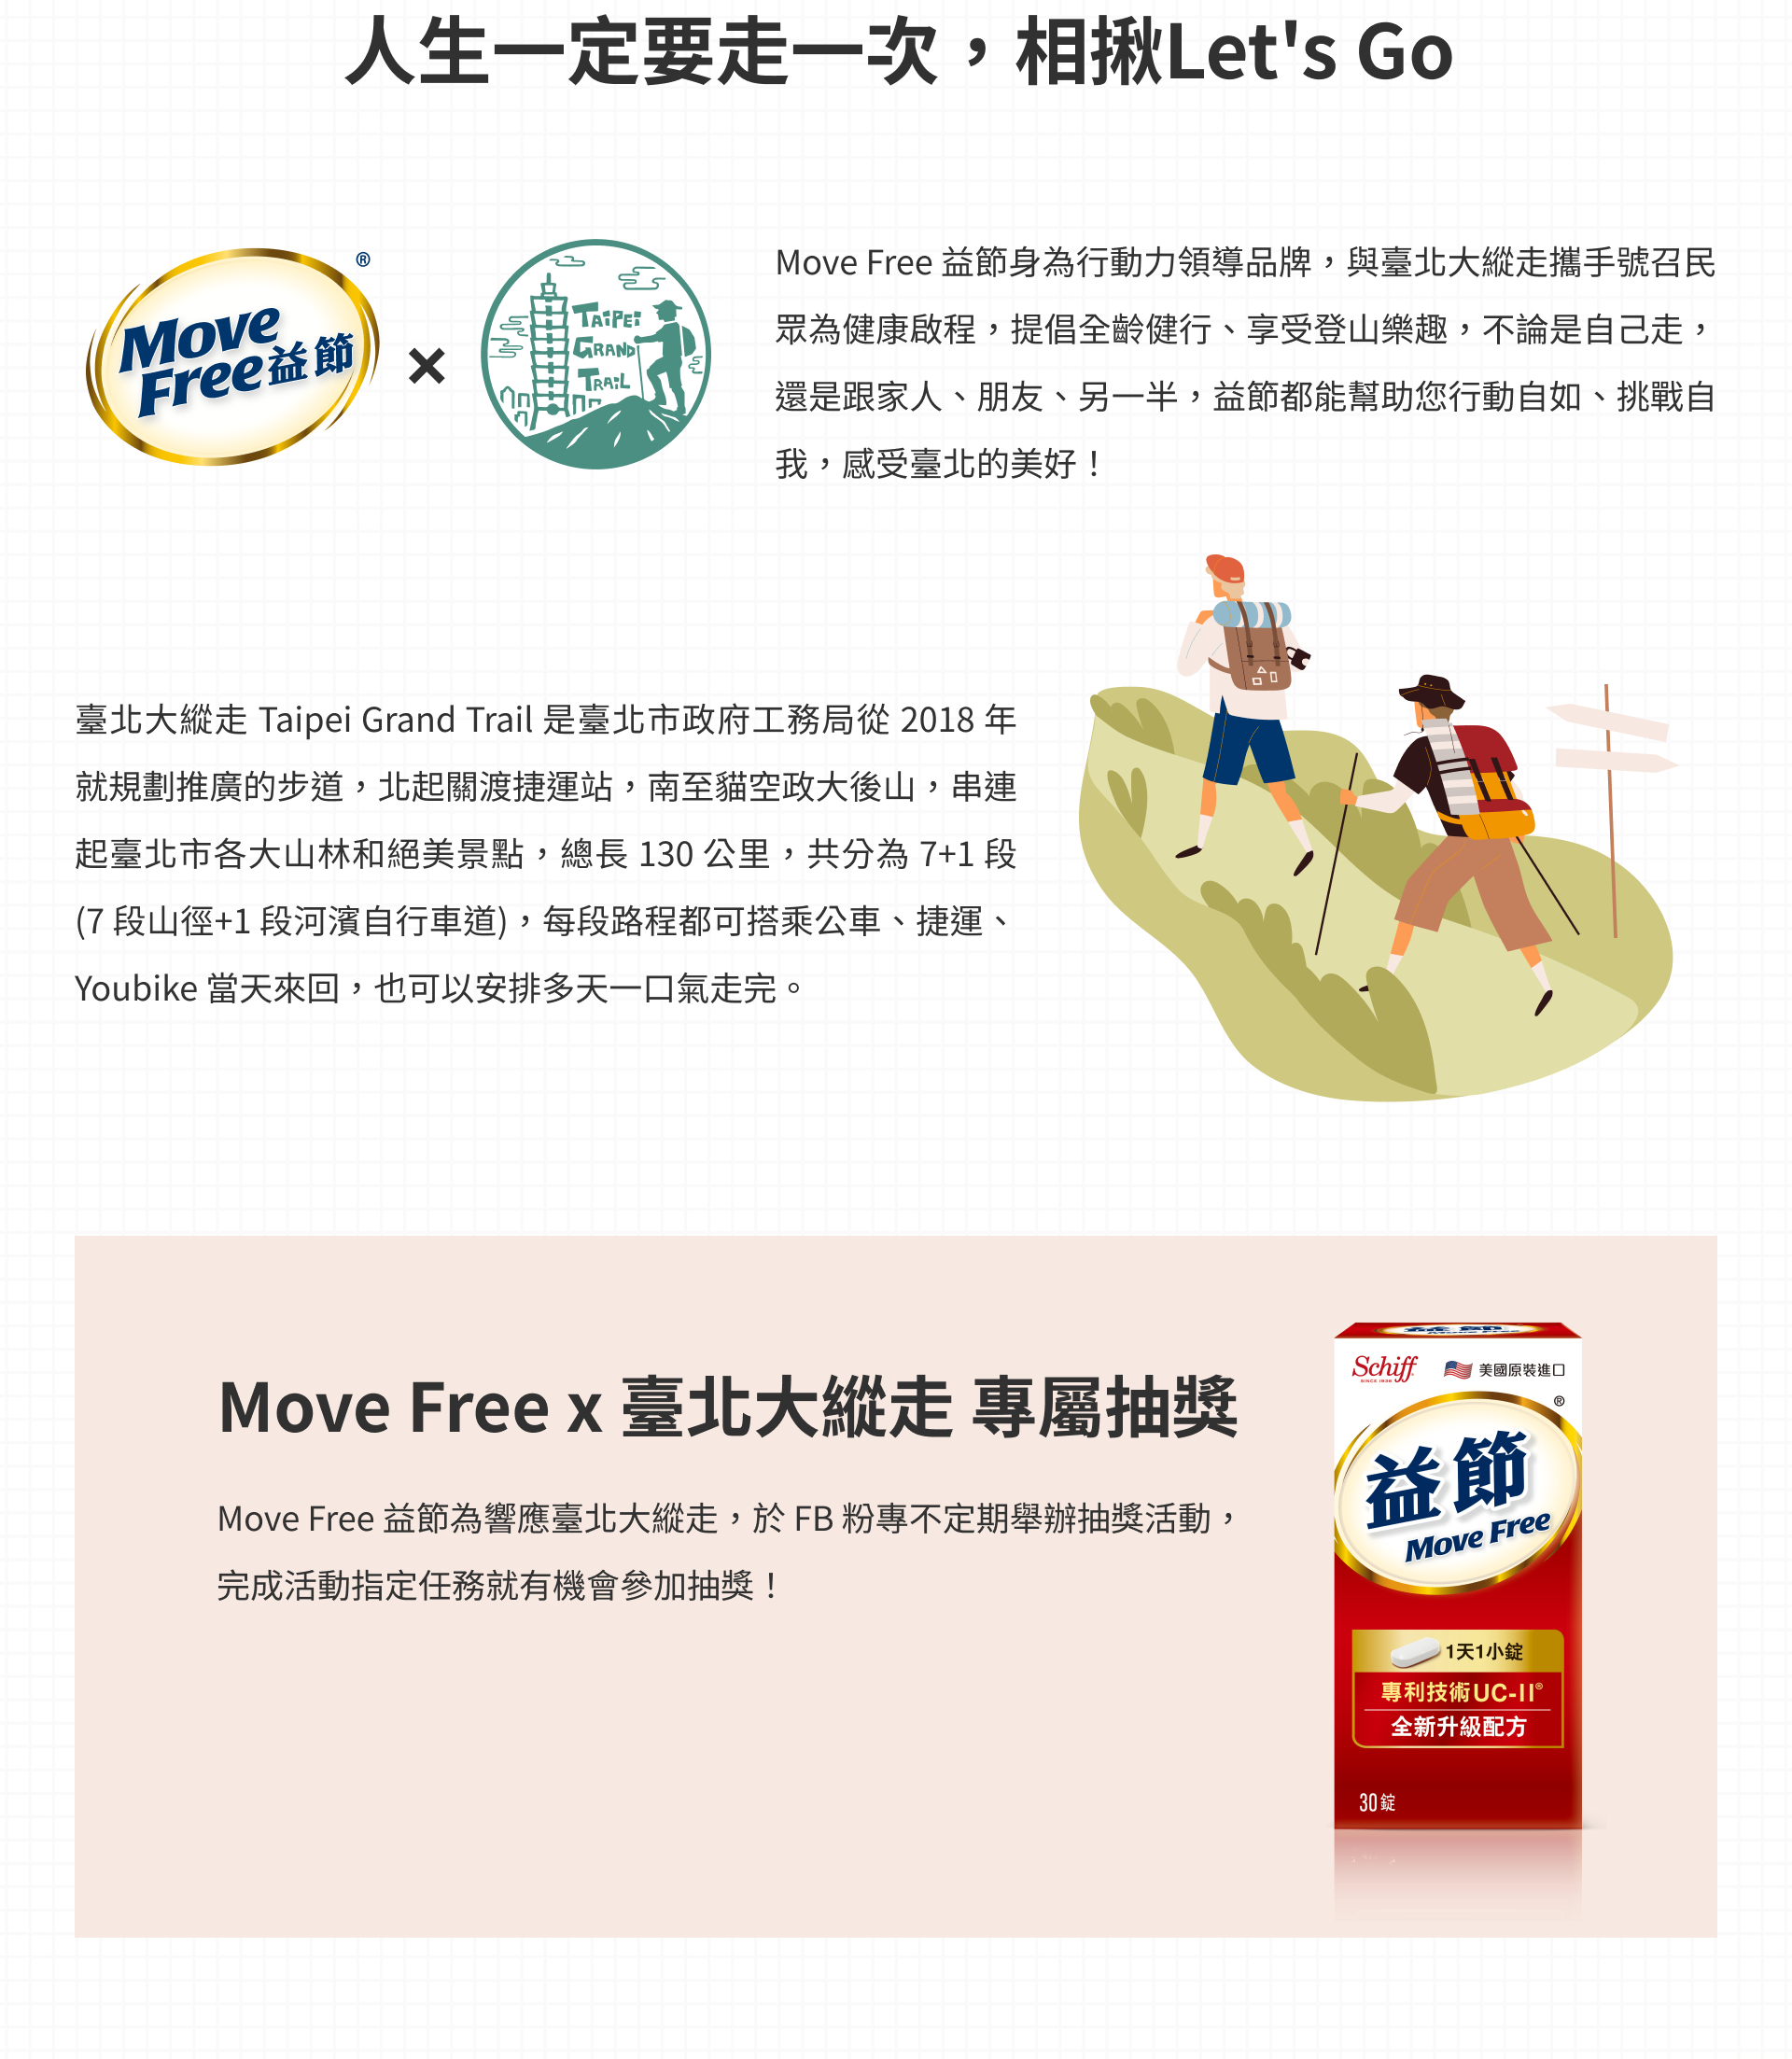 人生一定要走一次，相揪Let's Go
Move
Free益節
®
×
TAiPEi
GRAND
TRAiL
Move Free 益節身為行動力領導品牌，與臺北大縱走攜手號召民
眾為健康啟程，提倡全齡健行、享受登山樂趣，不論是自己走，
還是跟家人、朋友、另一半，益節都能幫助您行動自如、挑戰自
我，感受臺北的美好！
臺北大縱走 Taipei Grand Trail 是臺北市政府工務局從 2018 年
就規劃推廣的步道，北起關渡捷運站，南至貓空政大後山，串連
起臺北市各大山林和絕美景點，總長 130 公里，共分為 7+1 段
(7 段山徑+1 段河濱自行車道)，每段路程都可搭乘公車、捷運、
Youbike 當天來回，也可以安排多天一口氣走完。
Move Free x 臺北大縱走 專屬抽獎
Move Free 益節為響應臺北大縱走，於 FB 粉專不定期舉辦抽獎活動，
完成活動指定任務就有機會參加抽獎！
益節
Move Free
Schiff
SINCE 1936
美國原裝進口
®
益節
Move Free
1天1小錠
專利技術UC-II®
全新升級配方
30錠